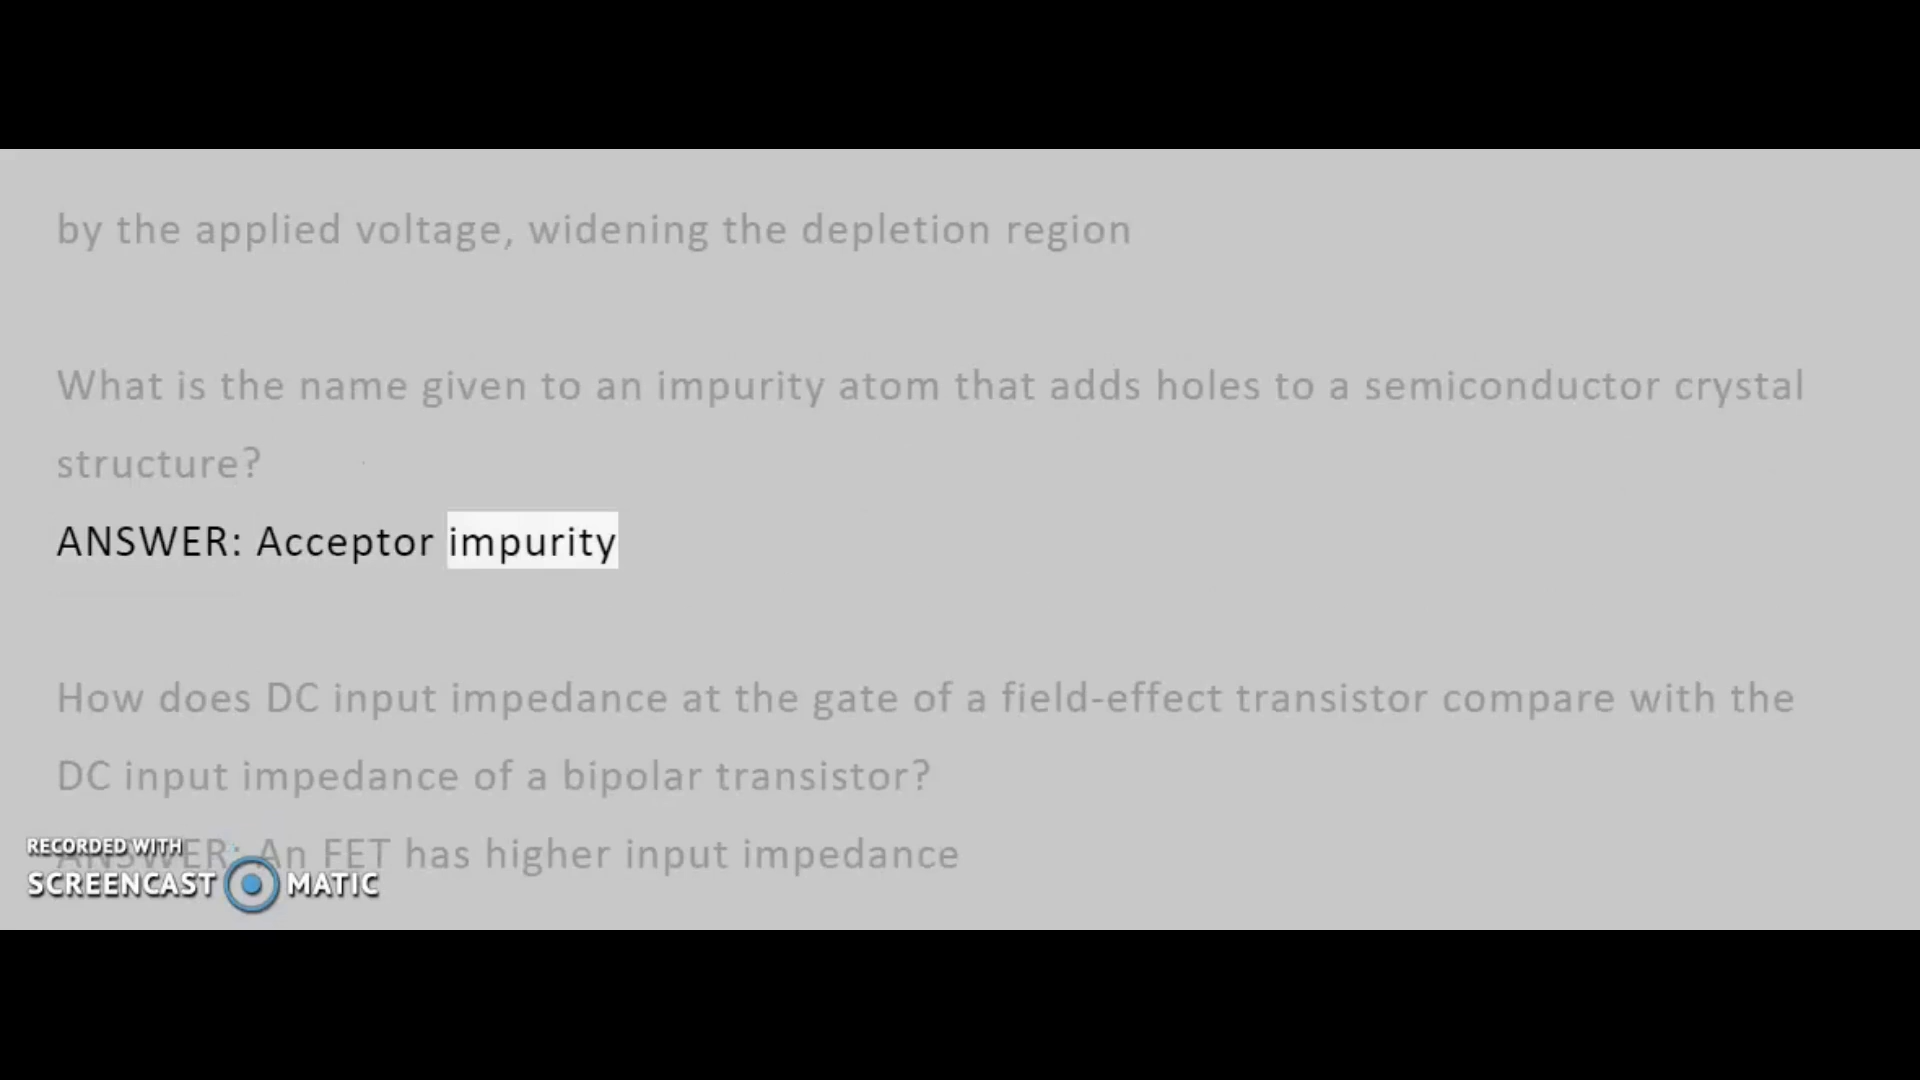 by the applied voltage, widening the depletion region
What is the name given to an impurity atom that adds holes to a semiconductor crystal
structure?
ANSWER: Acceptor impurity
How does DC input impedance at the gate of a field-effect transistor compare with the
DC input impedance of a bipolar transistor?
ANSWER: An FET has higher input impedance
RECORDED WITH
SCREENCAST MATIC